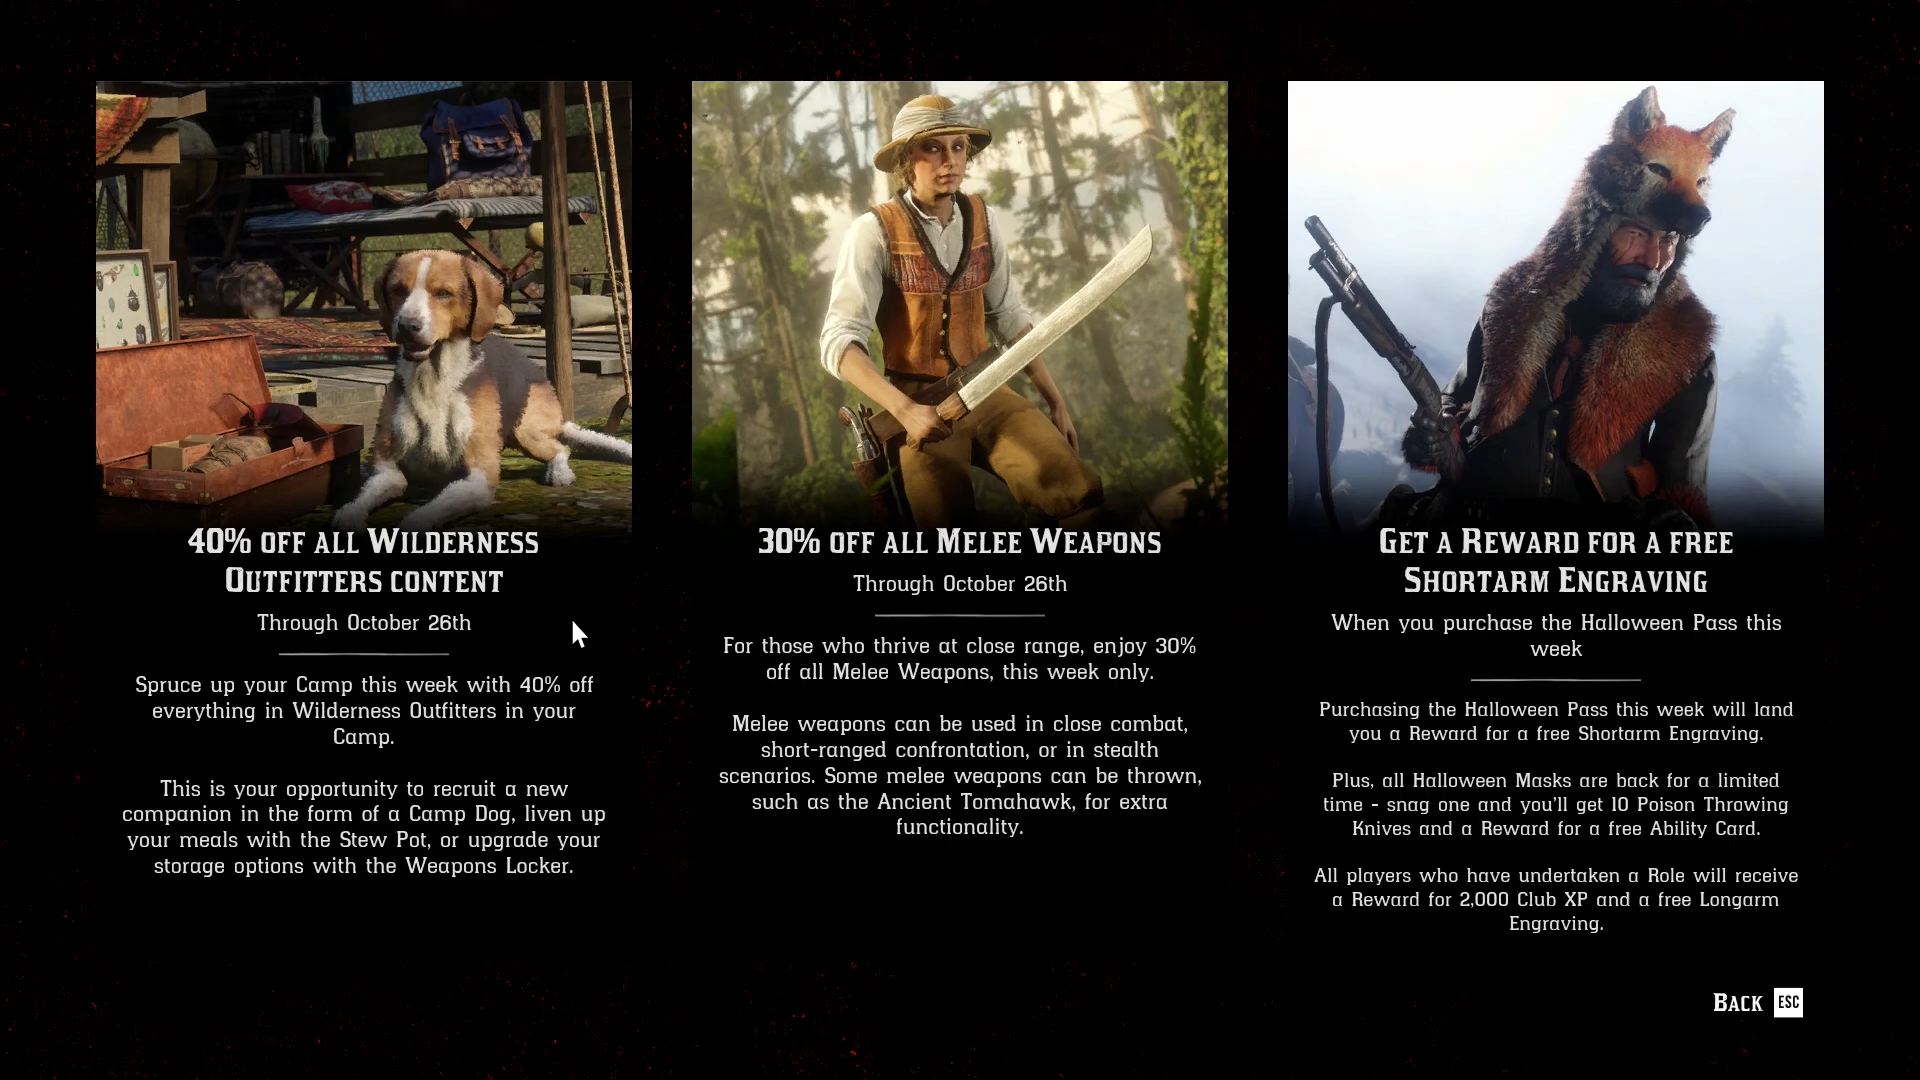 40% OFF ALL WILDERNESS
OUTFITTERS CONTENT
Through October 26th
Spruce up your Camp this week with 40% off
everything in Wilderness Outfitters in your
Camp.
This is your opportunity to recruit a new
companion in the form of a Camp Dog, liven up
your meals with the Stew Pot, or upgrade your
storage options with the Weapons Locker.
30% OFF ALL MELEE WEAPONS
Through October 26th
For those who thrive at close range, enjoy 30%
off all Melee Weapons, this week only.
Melee weapons can be used in close combat,
short-ranged confrontation, or in stealth
scenarios. Some melee weapons can be thrown,
such as the Ancient Tomahawk, for extra
functionality.
GET A REWARD FOR A FREE
SHORTARM ENGRAVING
When you purchase the Halloween Pass this
week
Purchasing the Halloween Pass this week will land
you a Reward for a free Shortarm Engraving.
Plus, all Halloween Masks are back for a limited
time - snag one and you'll get 10 Poison Throwing
Knives and a Reward for a free Ability Card.
All players who have undertaken a Role will receive
a Reward for 2,000 Club XP and a free Longarm
Engraving.
BACK ESC